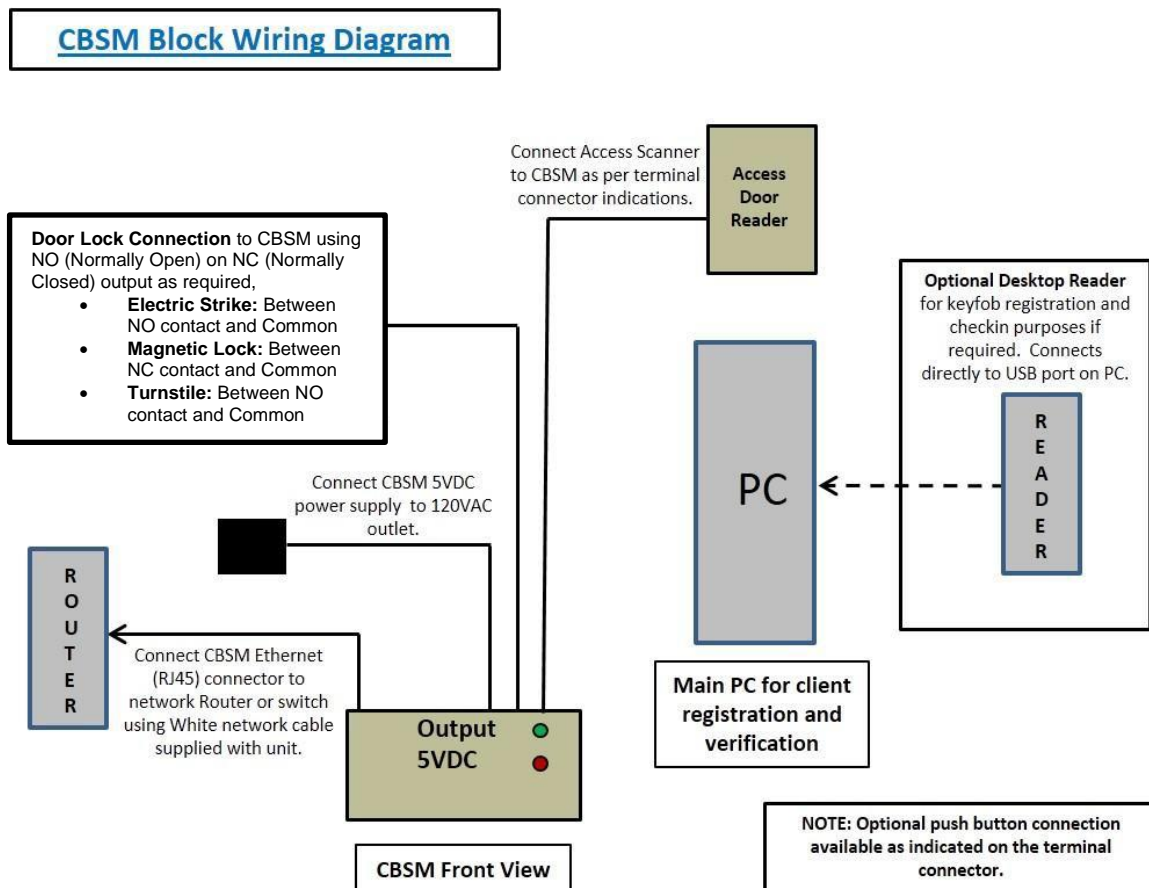 CBSM Block Wiring Diagram
Connect Access Scanner
to CBSM as per terminal
connector indications.
Access
Door
Reader
Door Lock Connection to CBSM using
NO (Normally Open) on NC (Normally
Closed) output as required,
• Electric Strike: Between
NO contact and Common
• Magnetic Lock: Between
NC contact and Common
• Turnstile: Between NO
contact and Common
Optional Desktop Reader
for keyfob registration and
checkin purposes if
required. Connects
directly to USB port on PC.
R
E
A
D
E
R
PC
Connect CBSM 5VDC
power supply to 120VAC
outlet.
R
O
U
T
E
R
Connect CBSM Ethernet
(RJ45) connector to
network Router or switch
using White network cable
supplied with unit.
Main PC for client
registration and
verification
Output
5VDC
CBSM Front View
NOTE: Optional push button connection
available as indicated on the terminal
connector.